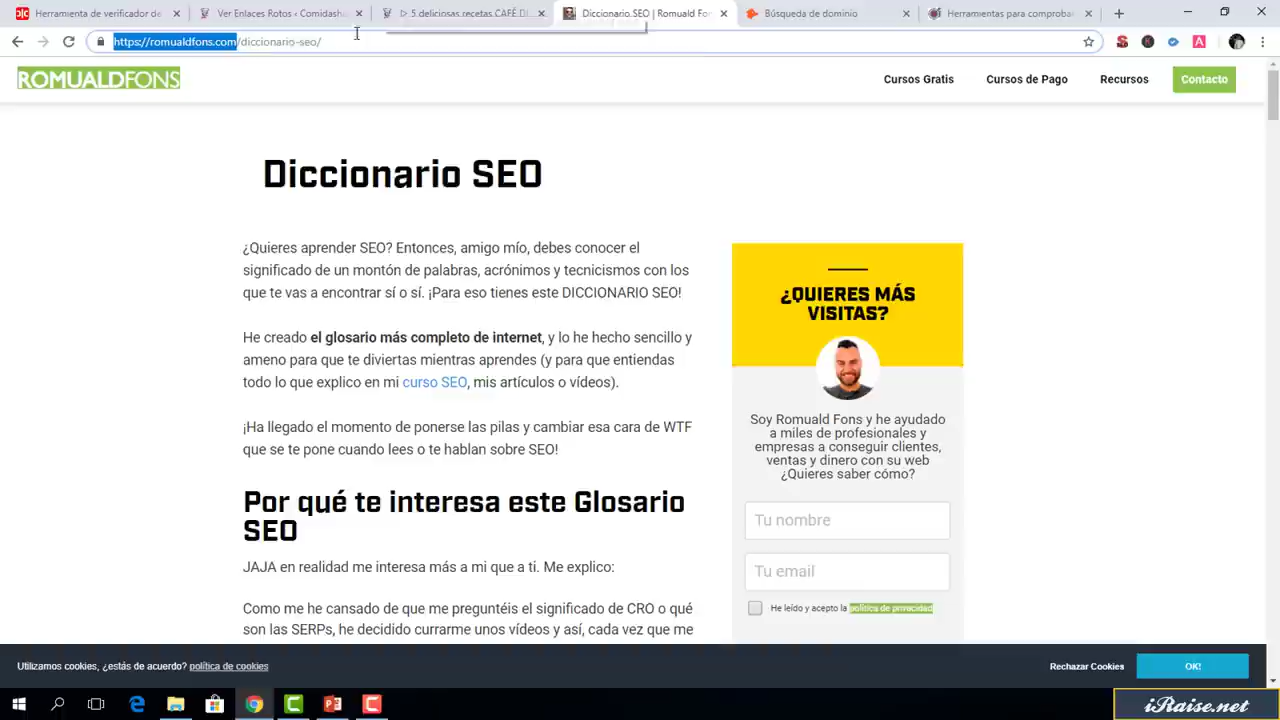 Herramienta de verificador de
Ver Enlaces Rotos ‹ Comidashi
▷ 5 deliciosas recetas CAFÉ DI
Diccionario SEO | Romuald Fon
Búsqueda de dominio
Herramientas para comprobar
https://romualdfons.com/diccionario-seo/
ROMUALDFONS
Cursos Gratis
Cursos de Pago
Recursos
Contacto
Diccionario SEO
¿Quieres aprender SEO? Entonces, amigo mío, debes conocer el
significado de un montón de palabras, acrónimos y tecnicismos con los
que te vas a encontrar sí o sí. ¡Para eso tienes este DICCIONARIO SEO!
He creado el glosario más completo de internet, y lo he hecho sencillo y
ameno para que te diviertas mientras aprendes (y para que entiendas
todo lo que explico en mi curso SEO, mis artículos o vídeos).
¡Ha llegado el momento de ponerse las pilas y cambiar esa cara de WTF
que se te pone cuando lees o te hablan sobre SEO!
Por qué te interesa este Glosario
SEO
JAJA en realidad me interesa más a mi que a ti. Me explico:
Como me he cansado de que me preguntéis el significado de CRO o qué
son las SERPs, he decidido currarme unos vídeos y así, cada vez que me
¿QUIERES MÁS
VISITAS?
Soy Romuald Fons y he ayudado
a miles de profesionales y
empresas a conseguir clientes,
ventas y dinero con su web
¿Quieres saber cómo?
Tu nombre
Tu email
He leído y acepto la política de privacidad
Utilizamos cookies, ¿estás de acuerdo? política de cookies
Rechazar Cookies
OK!
iRaise.net